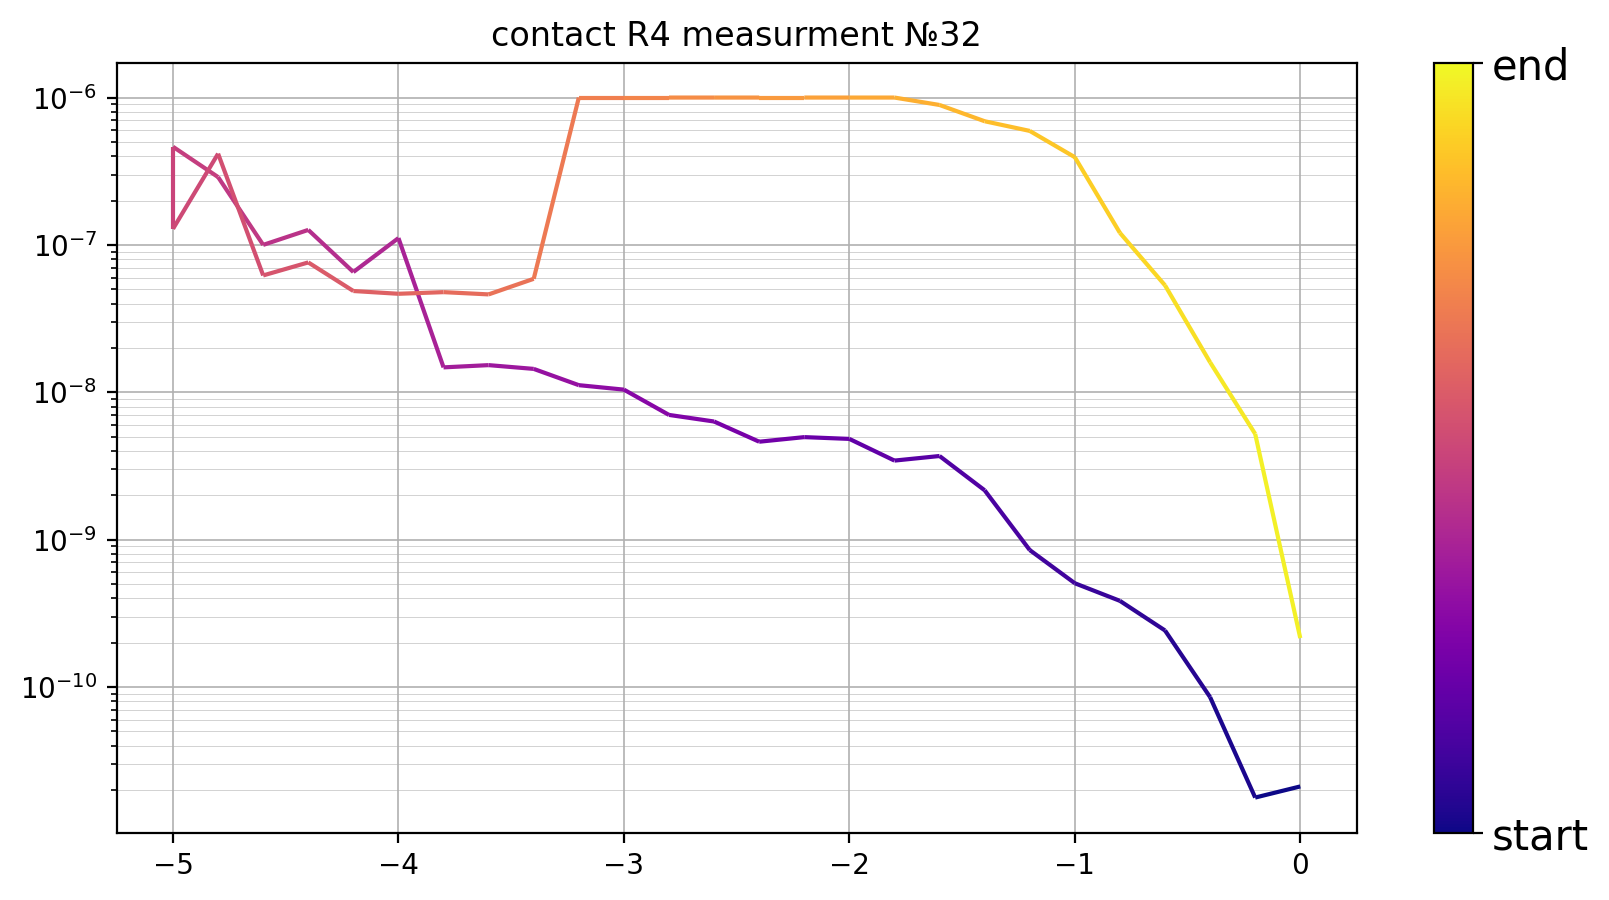 contact R4 measurment №32
10⁻⁶
10⁻⁷
10⁻⁸
10⁻⁹
10⁻¹⁰
−5 −4 −3 −2 −1 0
end
start